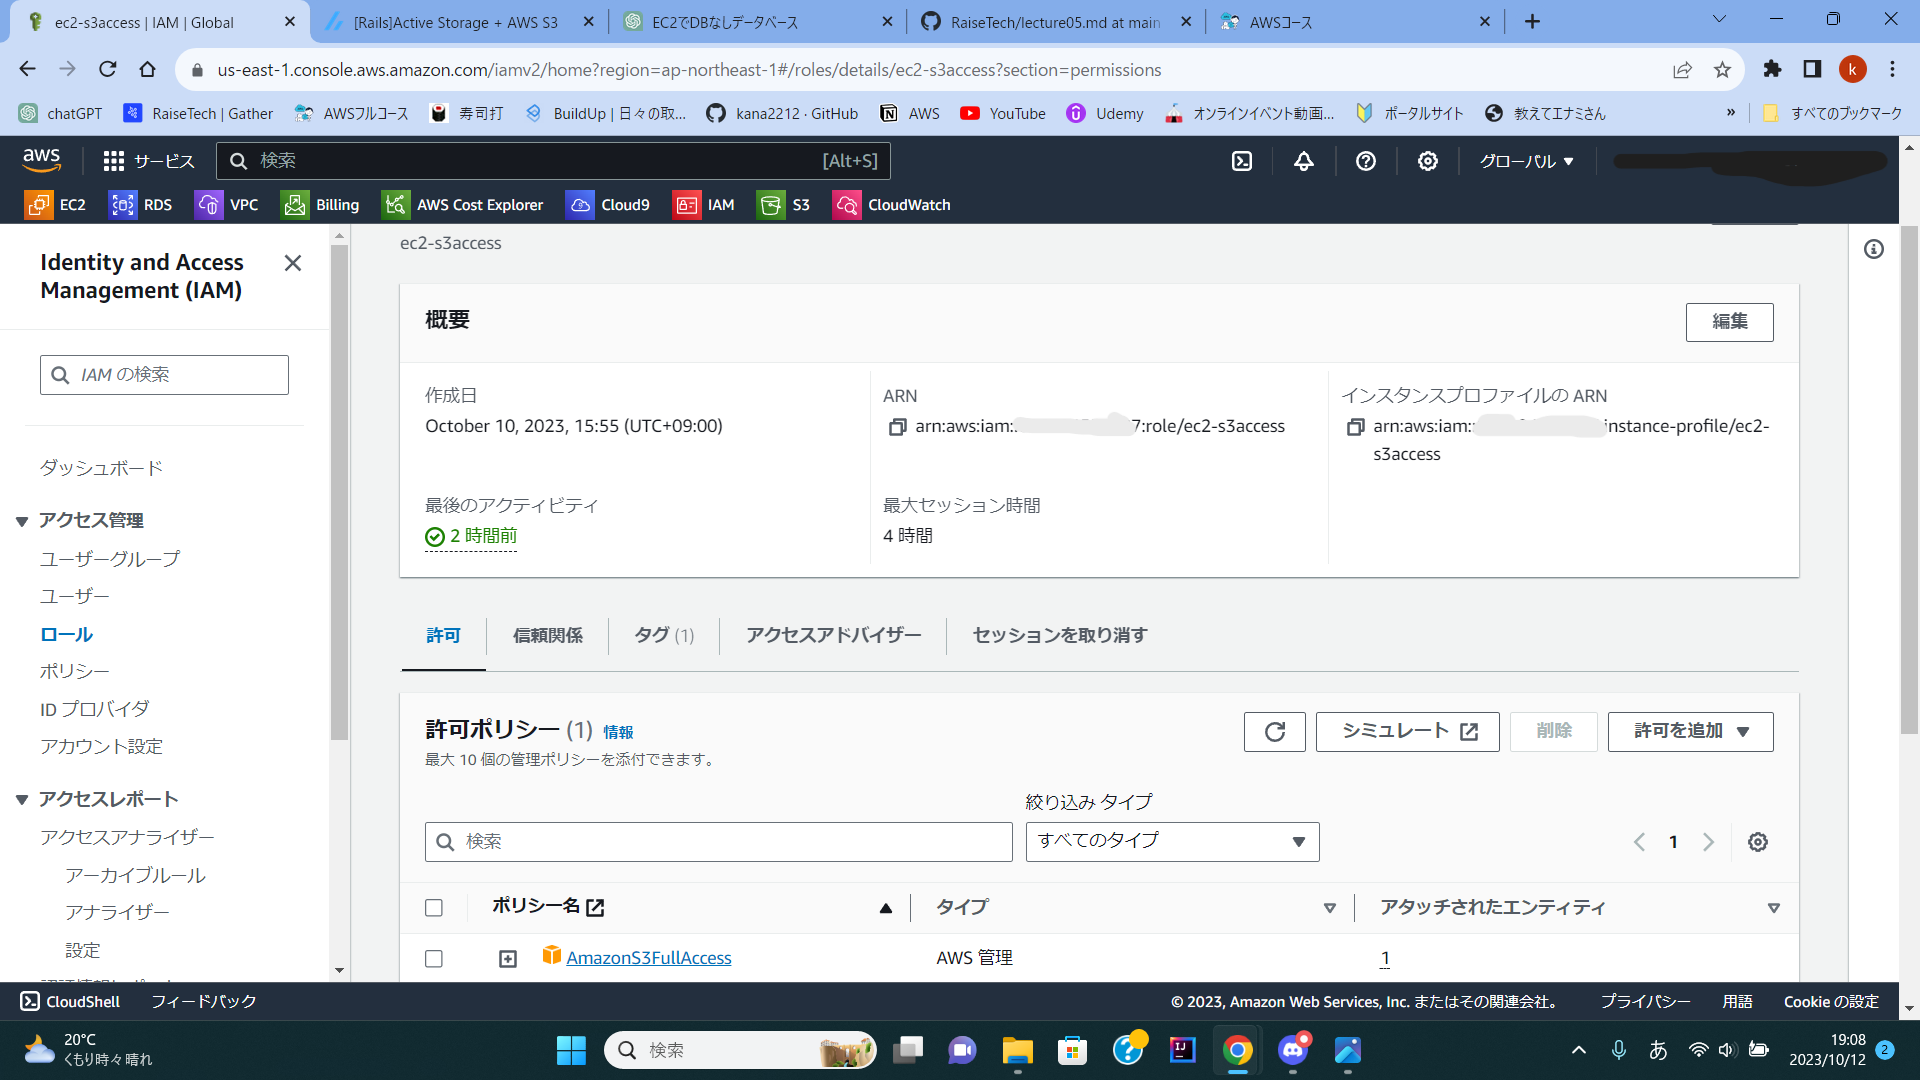 ec2-s3access | IAM | Global
[Rails]Active Storage + AWS S3
EC2でDBなしデータベース
RaiseTech/lecture05.md at main
AWSコース
us-east-1.console.aws.amazon.com/iamv2/home?region=ap-northeast-1#/roles/details/ec2-s3access?section=permissions
k
chatGPT
RaiseTech | Gather
AWSフルコース
寿司打
BuildUp | 日々の取...
kana2212 · GitHub
AWS
YouTube
Udemy
オンラインイベント動画...
ポータルサイト
教えてエナミさん
»
すべてのブックマーク
aws
サービス
検索
[Alt+S]
グローバル
EC2
RDS
VPC
Billing
AWS Cost Explorer
Cloud9
IAM
S3
CloudWatch
Identity and Access
Management (IAM)
IAM の検索
ダッシュボード
アクセス管理
ユーザーグループ
ユーザー
ロール
ポリシー
ID プロバイダ
アカウント設定
アクセスレポート
アクセスアナライザー
アーカイブルール
アナライザー
設定
ec2-s3access
概要
編集
作成日
October 10, 2023, 15:55 (UTC+09:00)
ARN
arn:aws:iam: 7:role/ec2-s3access
インスタンスプロファイルの ARN
arn:aws:iam: instance-profile/ec2-
s3access
最後のアクティビティ
2 時間前
最大セッション時間
4 時間
許可
信頼関係
タグ (1)
アクセスアドバイザー
セッションを取り消す
許可ポリシー (1) 情報
最大 10 個の管理ポリシーを添付できます。
シミュレート
削除
許可を追加
絞り込み タイプ
検索
すべてのタイプ
1
ポリシー名
タイプ
アタッチされたエンティティ
AmazonS3FullAccess
AWS 管理
1
CloudShell
フィードバック
© 2023, Amazon Web Services, Inc. またはその関連会社。
プライバシー
用語
Cookie の設定
20°C
くもり時々晴れ
検索
あ
19:08
2023/10/12
2